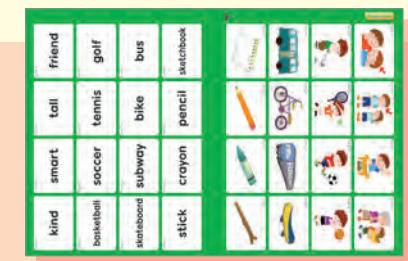 kind smart tall friend
basketball soccer tennis golf
skateboard subway bike bus
stick crayon pencil sketchbook